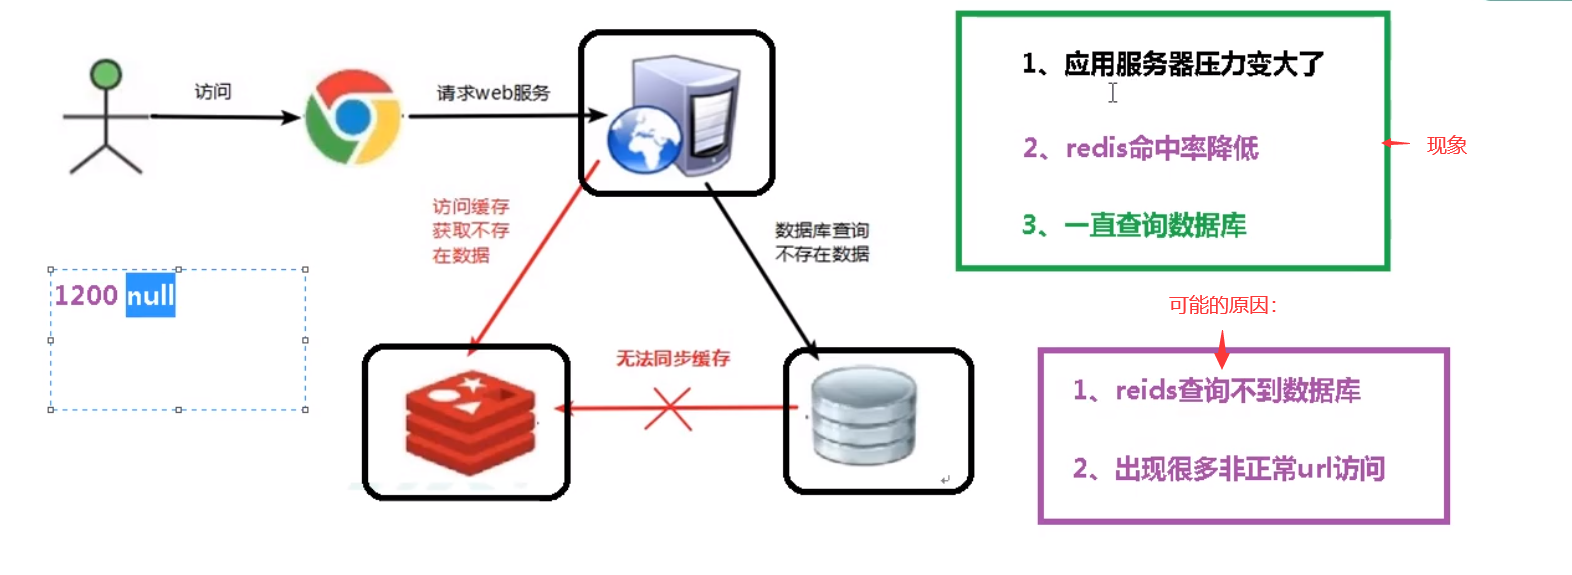 访问
请求web服务
1、应用服务器压力变大了
2、redis命中率降低
3、一直查询数据库
现象
访问缓存
获取不存
在数据
数据库查询
不存在数据
1200 null
无法同步缓存
可能的原因:
1、reids查询不到数据库
2、出现很多非正常url访问